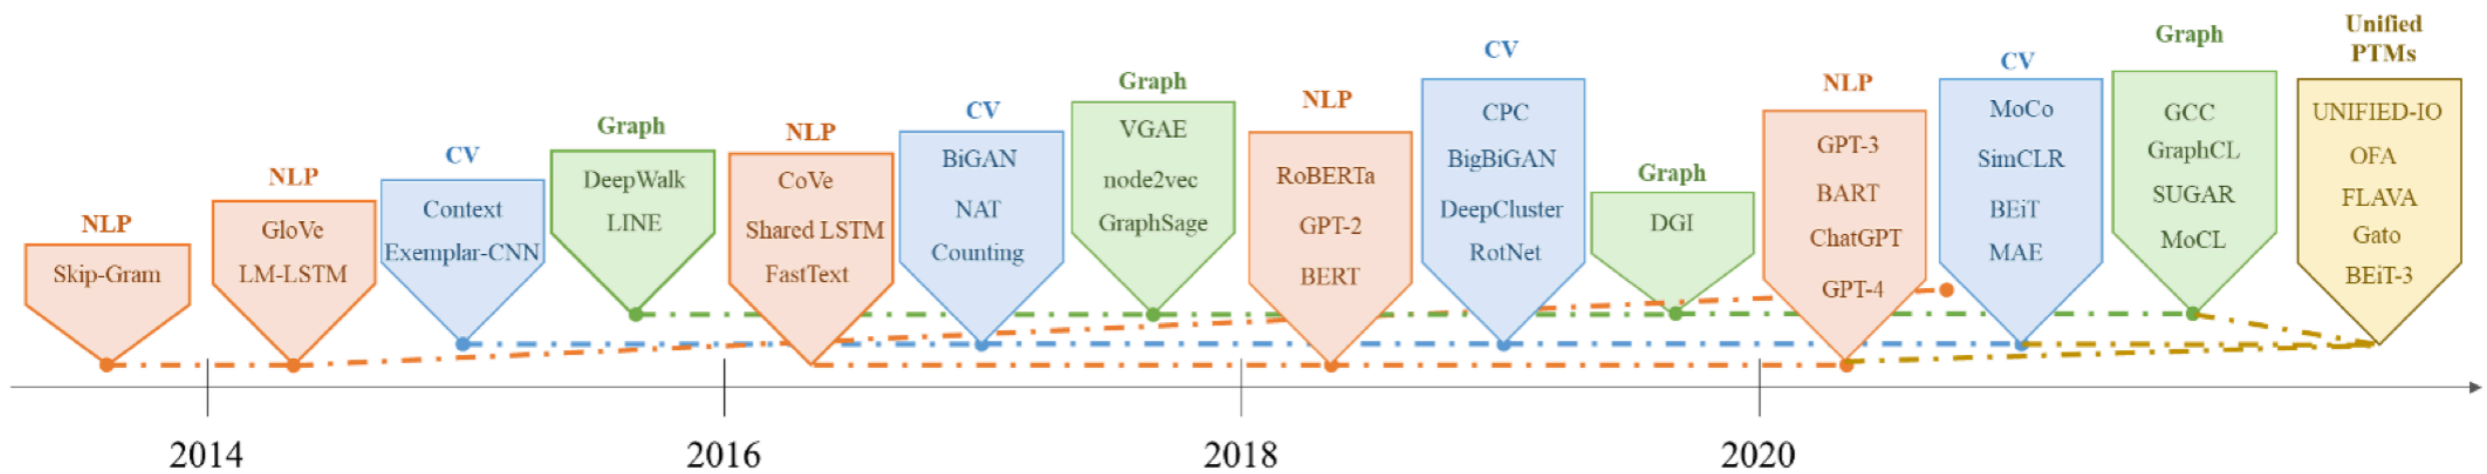 NLP
Skip-Gram
NLP
GloVe
LM-LSTM
CV
Context
Exemplar-CNN
Graph
DeepWalk
LINE
NLP
CoVe
Shared LSTM
FastText
CV
BiGAN
NAT
Counting
Graph
VGAE
node2vec
GraphSage
NLP
RoBERTa
GPT-2
BERT
CV
CPC
BigBiGAN
DeepCluster
RotNet
Graph
DGI
NLP
GPT-3
BART
ChatGPT
GPT-4
CV
MoCo
SimCLR
BEiT
MAE
Graph
GCC
GraphCL
SUGAR
MoCL
Unified
PTMs
UNIFIED-IO
OFA
FLAVA
Gato
BEiT-3
2014
2016
2018
2020